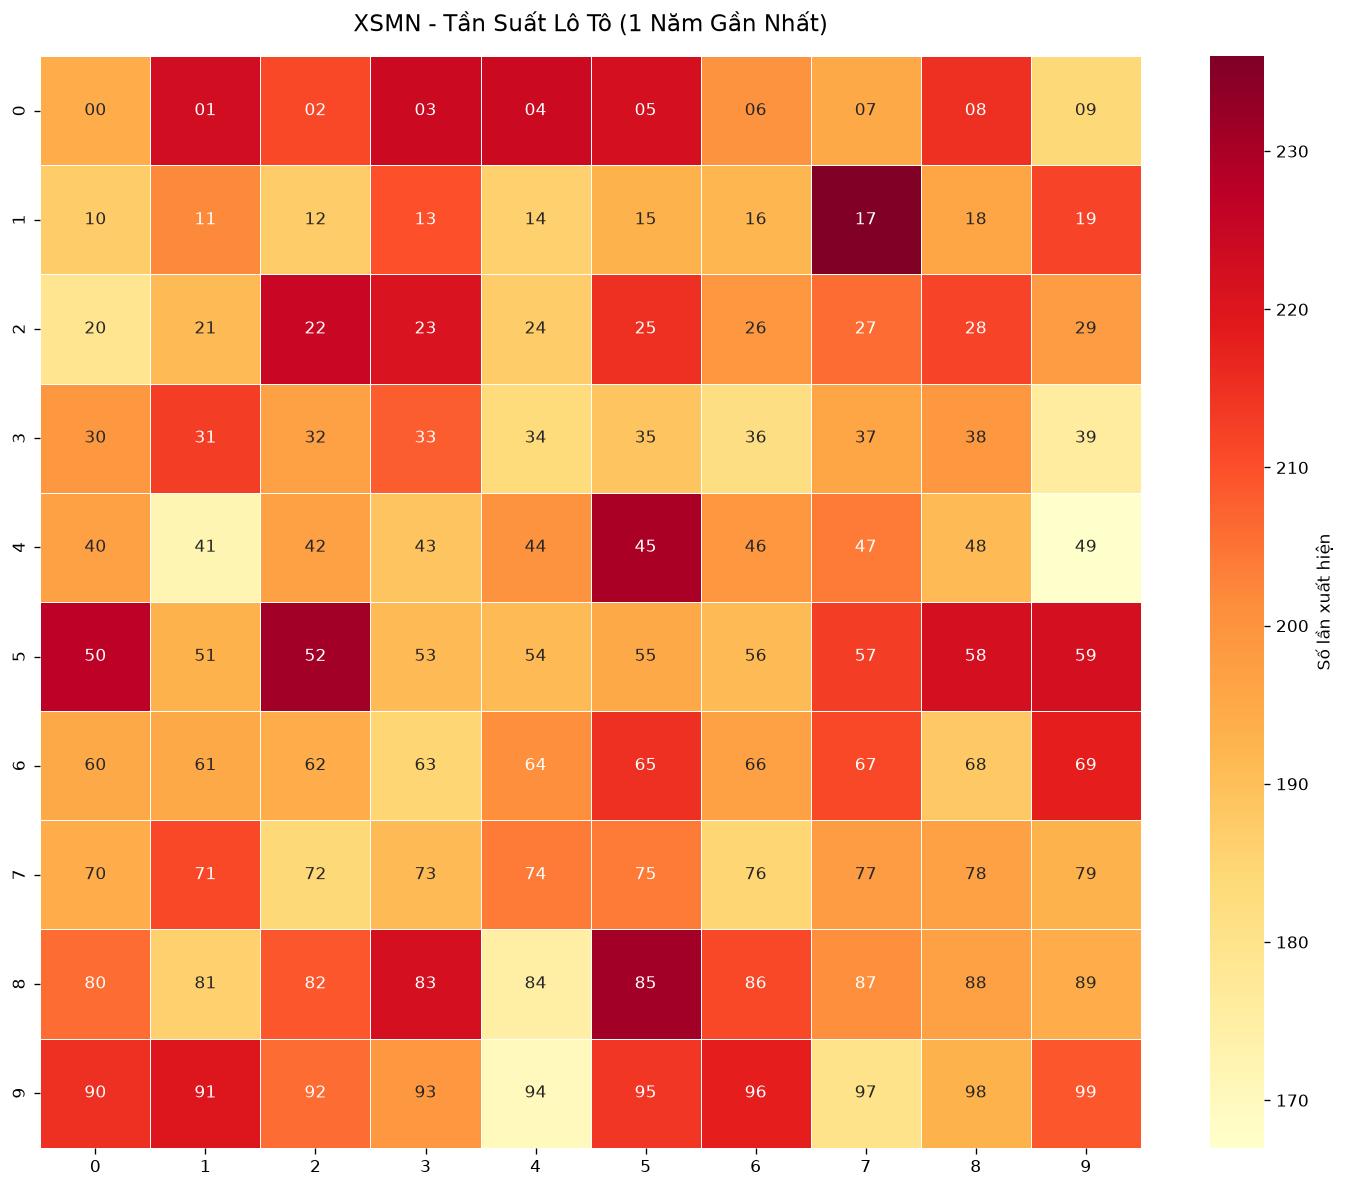 XSMN - Tần Suất Lô Tô (1 Năm Gần Nhất)
0 00 01 02 03 04 05 06 07 08 09
1 10 11 12 13 14 15 16 17 18 19
2 20 21 22 23 24 25 26 27 28 29
3 30 31 32 33 34 35 36 37 38 39
4 40 41 42 43 44 45 46 47 48 49
5 50 51 52 53 54 55 56 57 58 59
6 60 61 62 63 64 65 66 67 68 69
7 70 71 72 73 74 75 76 77 78 79
8 80 81 82 83 84 85 86 87 88 89
9 90 91 92 93 94 95 96 97 98 99
0 1 2 3 4 5 6 7 8 9
230
220
210
200
190
180
170
Số lần xuất hiện